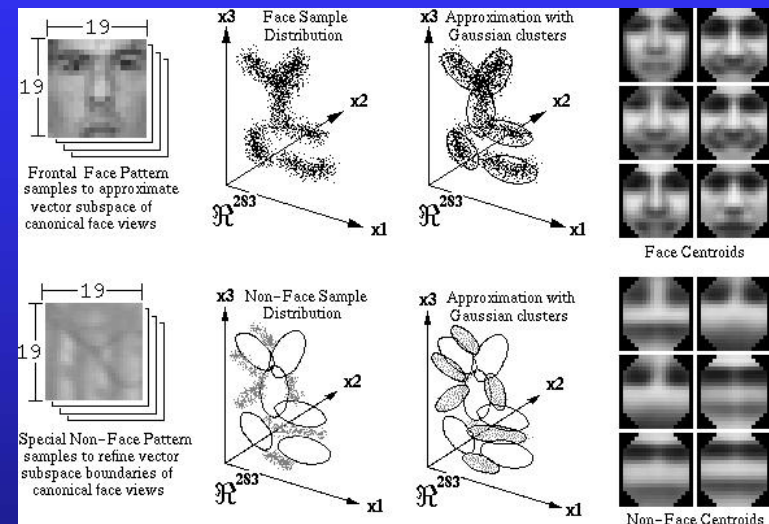 19
19
Frontal Face Pattern
samples to approximate
vector subspace of
canonical face views
x3 Face Sample
Distribution
x2
ℜ283
x1
x3 Approximation with
Gaussian clusters
x2
ℜ283
x1
Face Centroids
19
19
Special Non-Face Pattern
samples to refine vector
subspace boundaries of
canonical face views
x3 Non-Face Sample
Distribution
x2
ℜ283
x1
x3 Approximation with
Gaussian clusters
x2
ℜ283
x1
Non-Face Centroids